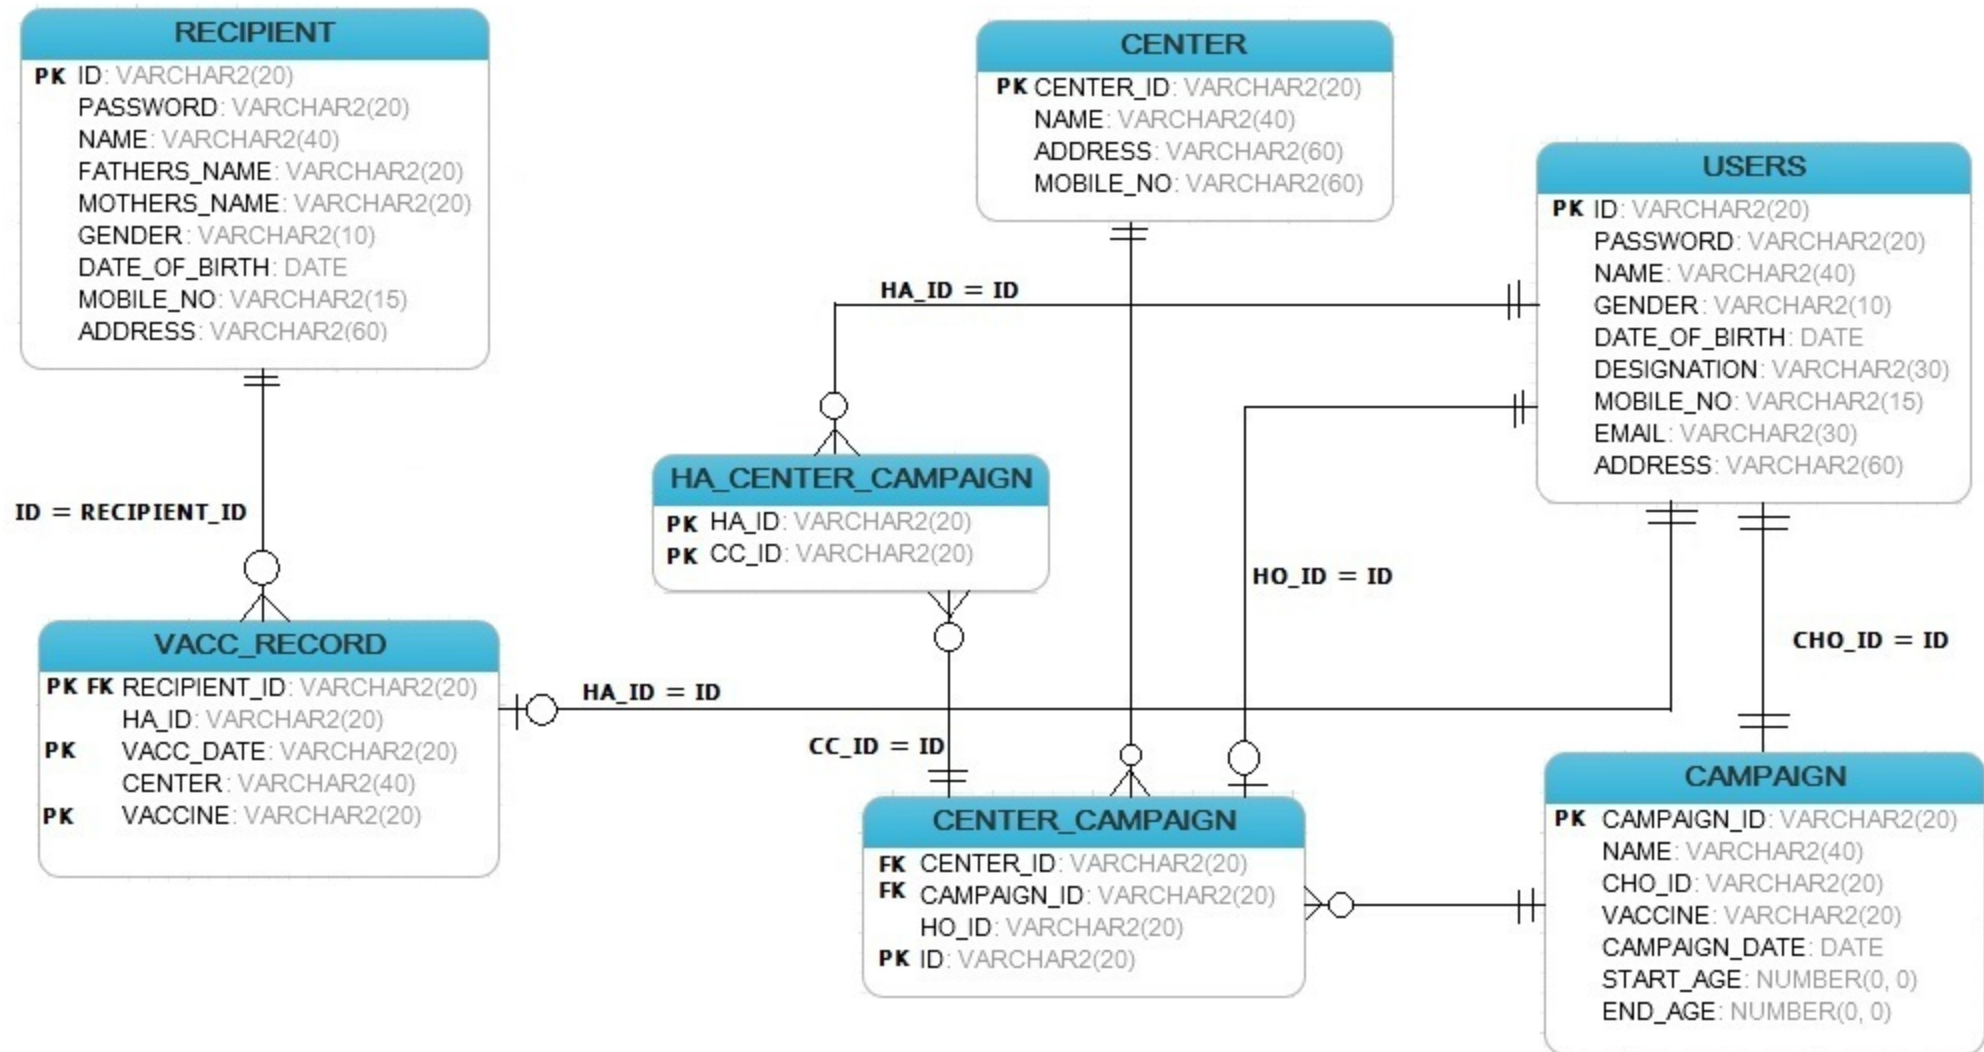 RECIPIENT
PK ID: VARCHAR2(20)
PASSWORD: VARCHAR2(20)
NAME: VARCHAR2(40)
FATHERS_NAME: VARCHAR2(20)
MOTHERS_NAME: VARCHAR2(20)
GENDER: VARCHAR2(10)
DATE_OF_BIRTH: DATE
MOBILE_NO: VARCHAR2(15)
ADDRESS: VARCHAR2(60)
CENTER
PK CENTER_ID: VARCHAR2(20)
NAME: VARCHAR2(40)
ADDRESS: VARCHAR2(60)
MOBILE_NO: VARCHAR2(60)
USERS
PK ID: VARCHAR2(20)
PASSWORD: VARCHAR2(20)
NAME: VARCHAR2(40)
GENDER: VARCHAR2(10)
DATE_OF_BIRTH: DATE
DESIGNATION: VARCHAR2(30)
MOBILE_NO: VARCHAR2(15)
EMAIL: VARCHAR2(30)
ADDRESS: VARCHAR2(60)
HA_ID = ID
HA_CENTER_CAMPAIGN
PK HA_ID: VARCHAR2(20)
PK CC_ID: VARCHAR2(20)
ID = RECIPIENT_ID
HO_ID = ID
CHO_ID = ID
VACC_RECORD
PK FK RECIPIENT_ID: VARCHAR2(20)
HA_ID: VARCHAR2(20)
PK VACC_DATE: VARCHAR2(20)
CENTER: VARCHAR2(40)
PK VACCINE: VARCHAR2(20)
HA_ID = ID
CC_ID = ID
CENTER_CAMPAIGN
FK CENTER_ID: VARCHAR2(20)
FK CAMPAIGN_ID: VARCHAR2(20)
HO_ID: VARCHAR2(20)
PK ID: VARCHAR2(20)
CAMPAIGN
PK CAMPAIGN_ID: VARCHAR2(20)
NAME: VARCHAR2(40)
CHO_ID: VARCHAR2(20)
VACCINE: VARCHAR2(20)
CAMPAIGN_DATE: DATE
START_AGE: NUMBER(0, 0)
END_AGE: NUMBER(0, 0)